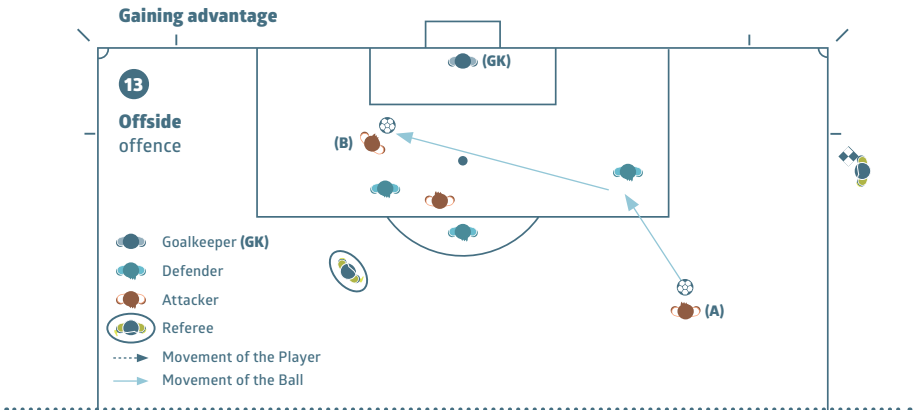 Gaining advantage
(GK)
13
Offside
offence
(B)
Goalkeeper (GK)
Defender
Attacker
(A)
Referee
Movement of the Player
Movement of the Ball